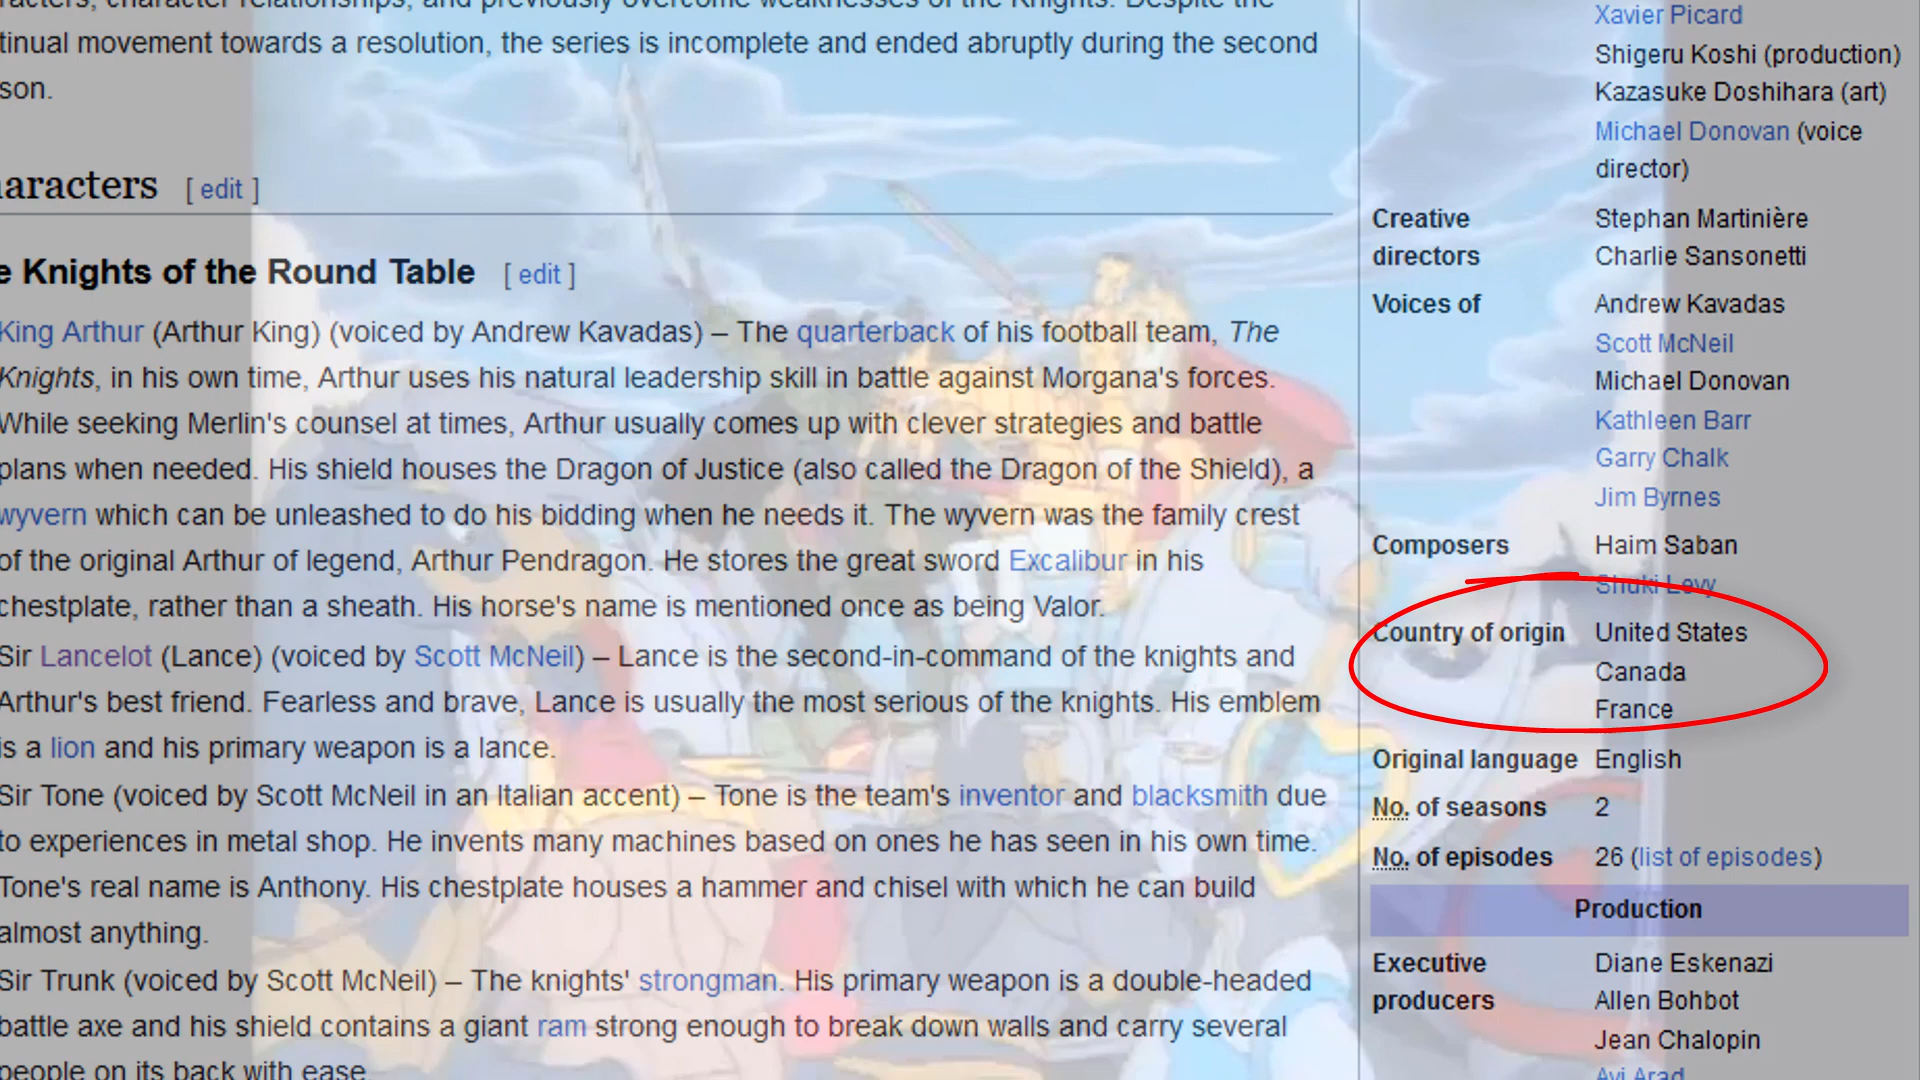 racters, character relationships, and previously overcome weaknesses of the Knights. Despite the
tinual movement towards a resolution, the series is incomplete and ended abruptly during the second
son.
aracters [ edit ]
e Knights of the Round Table [ edit ]
King Arthur (Arthur King) (voiced by Andrew Kavadas) – The quarterback of his football team, The
Knights, in his own time, Arthur uses his natural leadership skill in battle against Morgana's forces.
While seeking Merlin's counsel at times, Arthur usually comes up with clever strategies and battle
plans when needed. His shield houses the Dragon of Justice (also called the Dragon of the Shield), a
wyvern which can be unleashed to do his bidding when he needs it. The wyvern was the family crest
of the original Arthur of legend, Arthur Pendragon. He stores the great sword Excalibur in his
chestplate, rather than a sheath. His horse's name is mentioned once as being Valor.
Sir Lancelot (Lance) (voiced by Scott McNeil) – Lance is the second-in-command of the knights and
Arthur's best friend. Fearless and brave, Lance is usually the most serious of the knights. His emblem
is a lion and his primary weapon is a lance.
Sir Tone (voiced by Scott McNeil in an Italian accent) – Tone is the team's inventor and blacksmith due
to experiences in metal shop. He invents many machines based on ones he has seen in his own time.
Tone's real name is Anthony. His chestplate houses a hammer and chisel with which he can build
almost anything.
Sir Trunk (voiced by Scott McNeil) – The knights' strongman. His primary weapon is a double-headed
battle axe and his shield contains a giant ram strong enough to break down walls and carry several
people on its back with ease.
Xavier Picard
Shigeru Koshi (production)
Kazasuke Doshihara (art)
Michael Donovan (voice
director)
Creative Stephan Martinière
directors Charlie Sansonetti
Voices of Andrew Kavadas
Scott McNeil
Michael Donovan
Kathleen Barr
Garry Chalk
Jim Byrnes
Composers Haim Saban
Shuki Levy
Country of origin United States
Canada
France
Original language English
No. of seasons 2
No. of episodes 26 (list of episodes)
Production
Executive Diane Eskenazi
producers Allen Bohbot
Jean Chalopin
Avi Arad